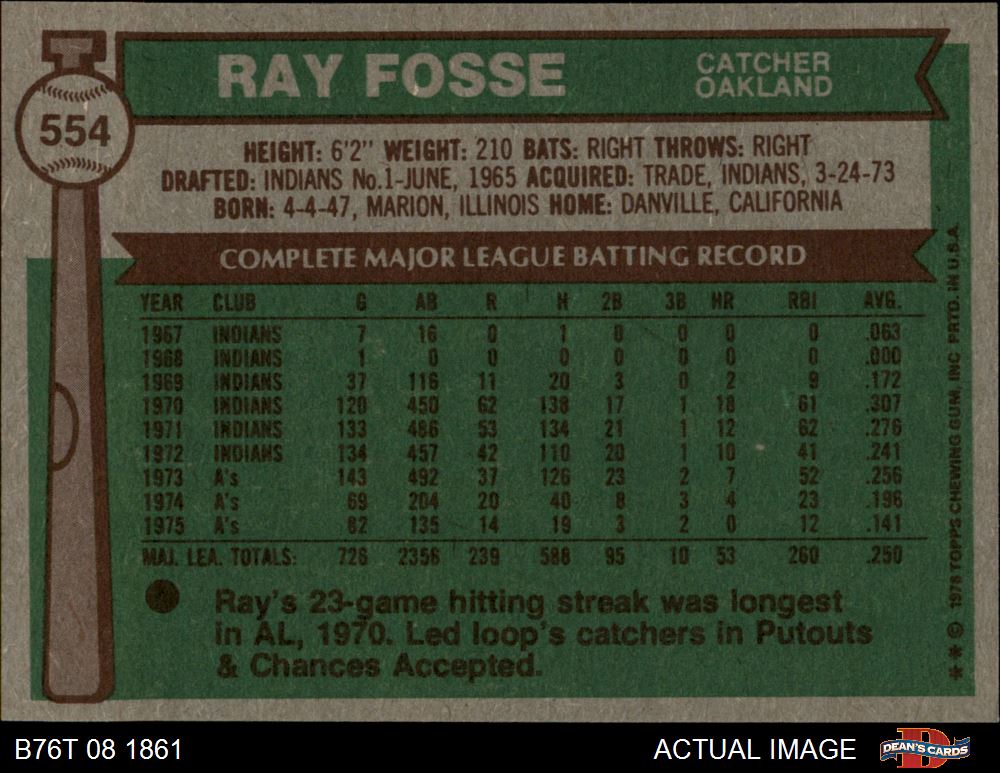 554
RAY FOSSE
CATCHER
OAKLAND
HEIGHT: 6'2" WEIGHT: 210 BATS: RIGHT THROWS: RIGHT
DRAFTED: INDIANS No.1-JUNE, 1965 ACQUIRED: TRADE, INDIANS, 3-24-73
BORN: 4-4-47, MARION, ILLINOIS HOME: DANVILLE, CALIFORNIA
COMPLETE MAJOR LEAGUE BATTING RECORD
YEAR CLUB G AB R H 2B 3B HR RBI AVG.
1967 INDIANS 7 16 0 1 0 0 0 0 .063
1968 INDIANS 1 0 0 0 0 0 0 0 .000
1969 INDIANS 37 116 11 20 3 0 2 9 .172
1970 INDIANS 120 450 62 138 17 1 18 61 .307
1971 INDIANS 133 486 53 134 21 1 12 62 .276
1972 INDIANS 134 457 42 110 20 1 10 41 .241
1973 A's 143 492 37 126 23 2 7 52 .256
1974 A's 69 204 20 40 8 3 4 23 .196
1975 A's 82 135 14 19 3 2 0 12 .141
MAJ. LEA. TOTALS: 726 2356 239 588 95 10 53 260 .250
Ray's 23-game hitting streak was longest
in AL, 1970. Led loop's catchers in Putouts
& Chances Accepted.
** © 1976 TOPPS CHEWING GUM, INC. PRTD. IN U.S.A.
B76T 08 1861
ACTUAL IMAGE
DEAN'S CARDS